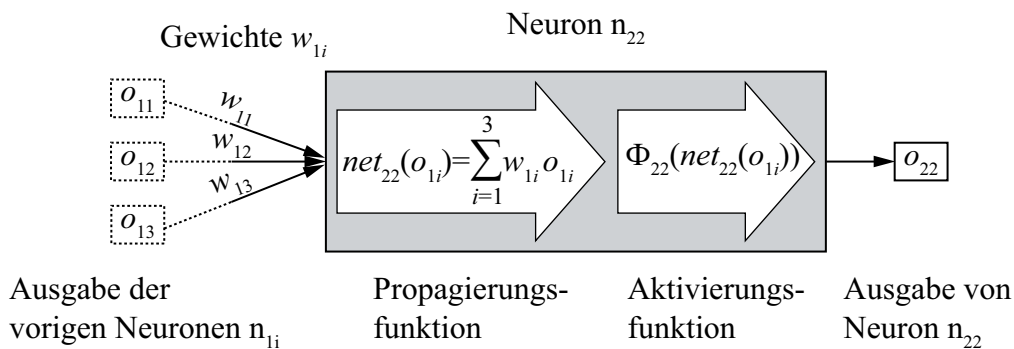 Gewichte w₁ᵢ
Neuron n₂₂
o₁₁
w₁₁
o₁₂
w₁₂
o₁₃
w₁₃
net₂₂(o₁ᵢ)=∑³ᵢ₌₁ w₁ᵢ o₁ᵢ
Φ₂₂(net₂₂(o₁ᵢ))
o₂₂
Ausgabe der
vorigen Neuronen n₁ᵢ
Propagierungs-
funktion
Aktivierungs-
funktion
Ausgabe von
Neuron n₂₂